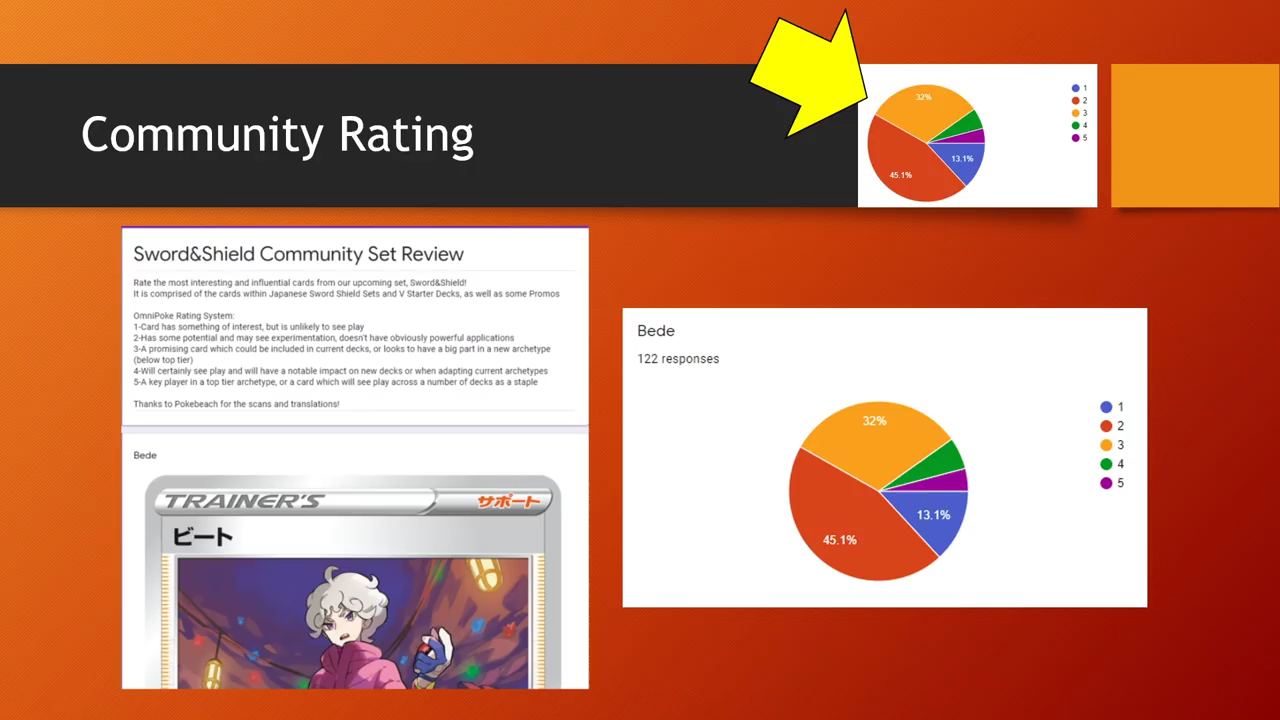 Community Rating
32%
45.1%
13.1%
1
2
3
4
5
Sword&Shield Community Set Review
Rate the most interesting and influential cards from our upcoming set, Sword&Shield!
It is comprised of the cards within Japanese Sword Shield Sets and V Starter Decks, as well as some Promos
OmniPoke Rating System:
1-Card has something of interest, but is unlikely to see play
2-Has some potential and may see experimentation, doesn't have obviously powerful applications
3-A promising card which could be included in current decks, or looks to have a big part in a new archetype
(below top tier)
4-Will certainly see play and will have a notable impact on new decks or when adapting current archetypes
5-A key player in a top tier archetype, or a card which will see play across a number of decks as a staple
Thanks to Pokebeach for the scans and translations!
Bede
TRAINER'S
サポート
ビート
Bede
122 responses
32%
45.1%
13.1%
1
2
3
4
5